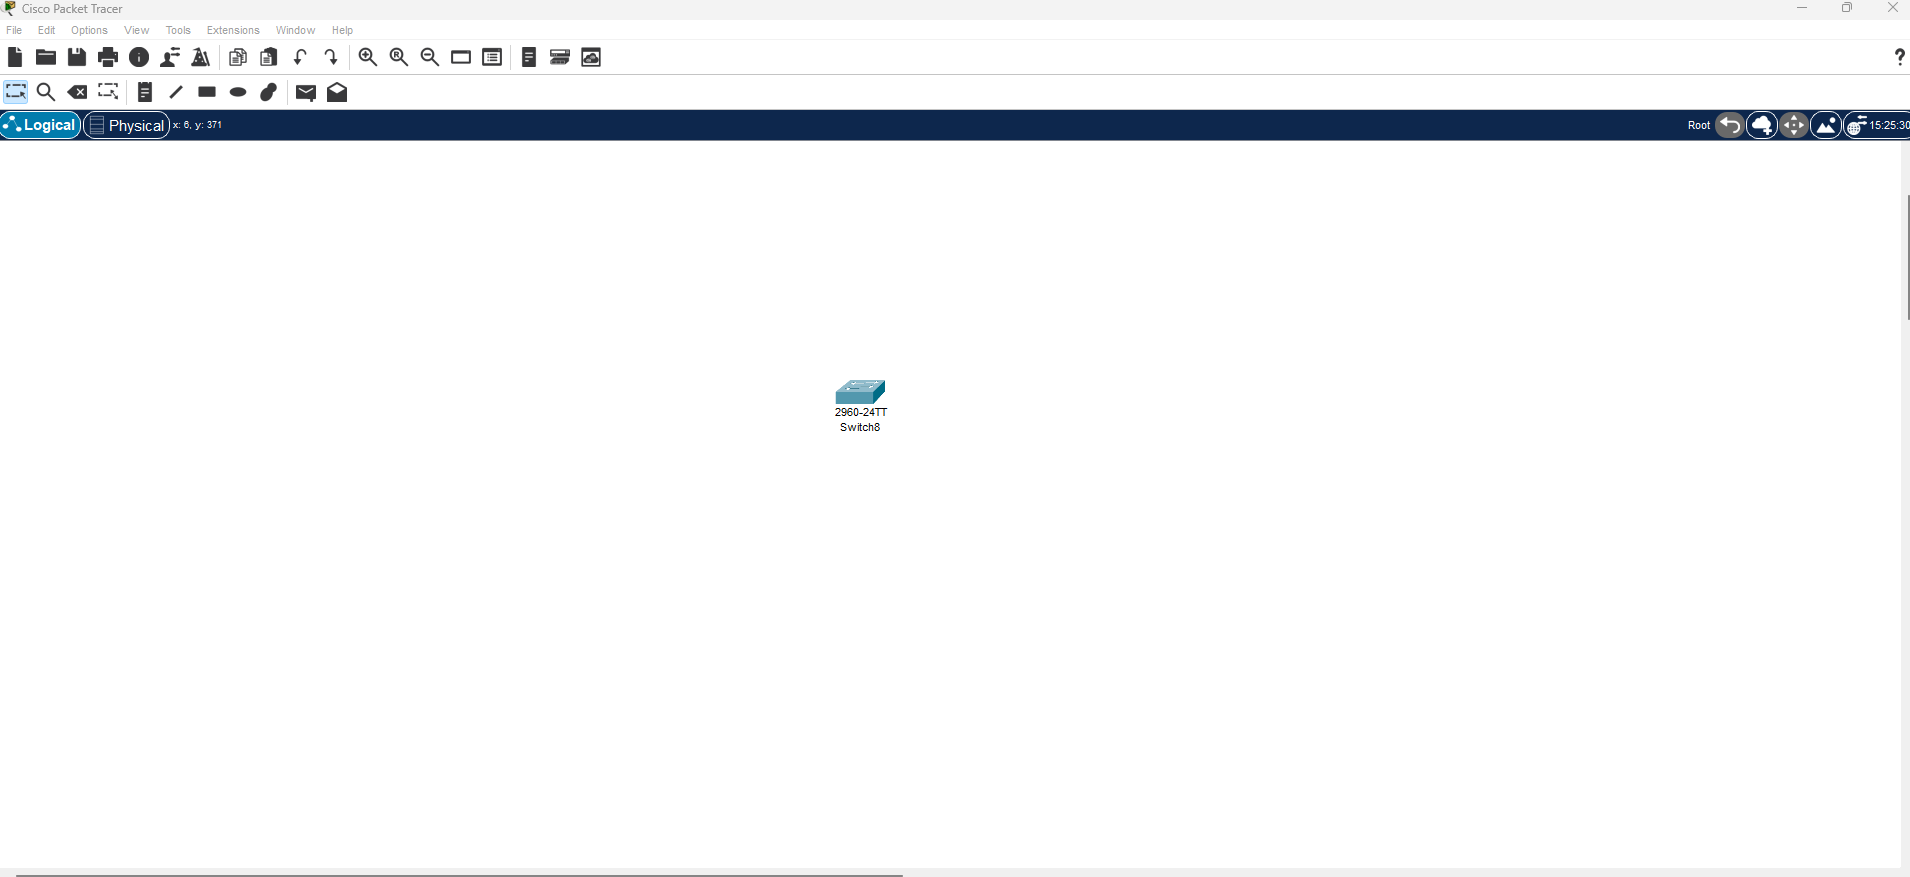 Cisco Packet Tracer
File Edit Options View Tools Extensions Window Help
Logical Physical x: 6, y: 371 Root 15:25:30
2960-24TT
Switch8